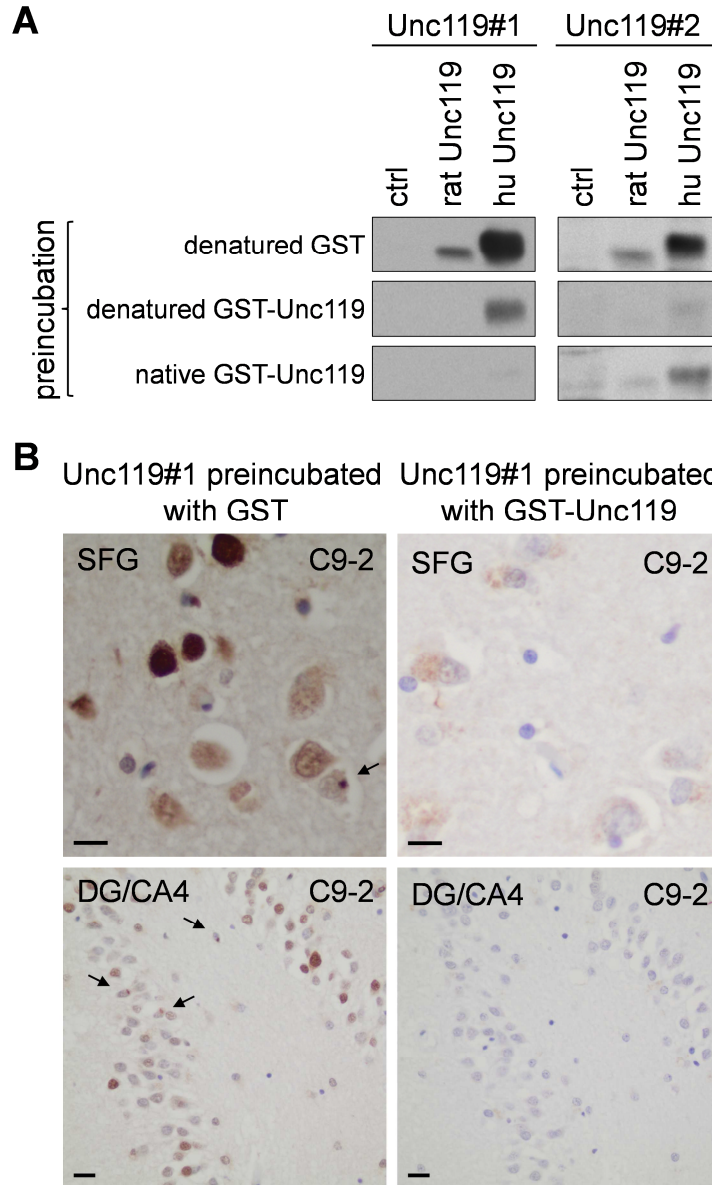 A
Unc119#1 Unc119#2
ctrl rat Unc119 hu Unc119 ctrl rat Unc119 hu Unc119
preincubation
denatured GST
denatured GST-Unc119
native GST-Unc119
B
Unc119#1 preincubated
with GST
Unc119#1 preincubated
with GST-Unc119
SFG C9-2
SFG C9-2
DG/CA4 C9-2
DG/CA4 C9-2